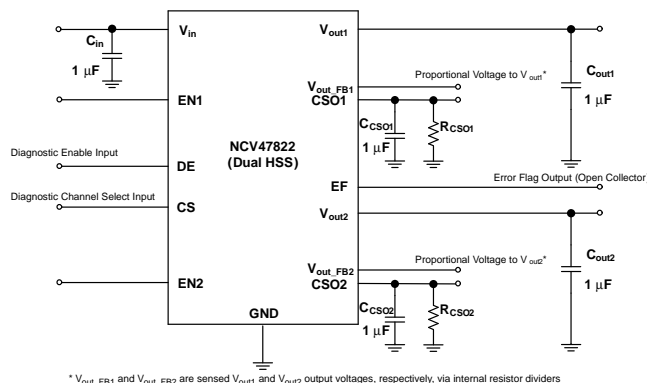 Vin
Vout1
Cin
1 μF
Cout1
1 μF
Vout_FB1
Proportional Voltage to Vout1*
EN1
CSO1
CCSO1
1 μF
RCSO1
NCV47822
(Dual HSS)
Diagnostic Enable Input
DE
EF
Error Flag Output (Open Collector)
Diagnostic Channel Select Input
CS
Vout2
Cout2
1 μF
Vout_FB2
Proportional Voltage to Vout2*
EN2
CSO2
CCSO2
1 μF
RCSO2
GND
* Vout_FB1 and Vout_FB2 are sensed Vout1 and Vout2 output voltages, respectively, via internal resistor dividers